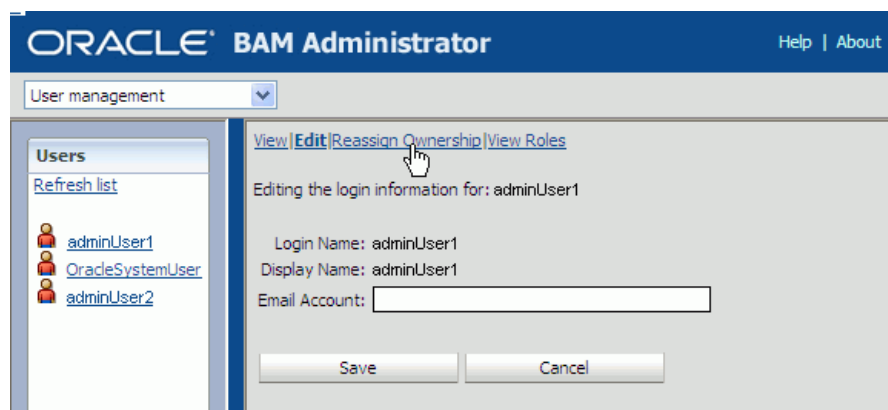 ORACLE BAM Administrator
Help | About
User management
Users
Refresh list
adminUser1
OracleSystemUser
adminUser2
View|Edit|Reassign Ownership|View Roles
Editing the login information for: adminUser1
Login Name: adminUser1
Display Name: adminUser1
Email Account:
Save Cancel